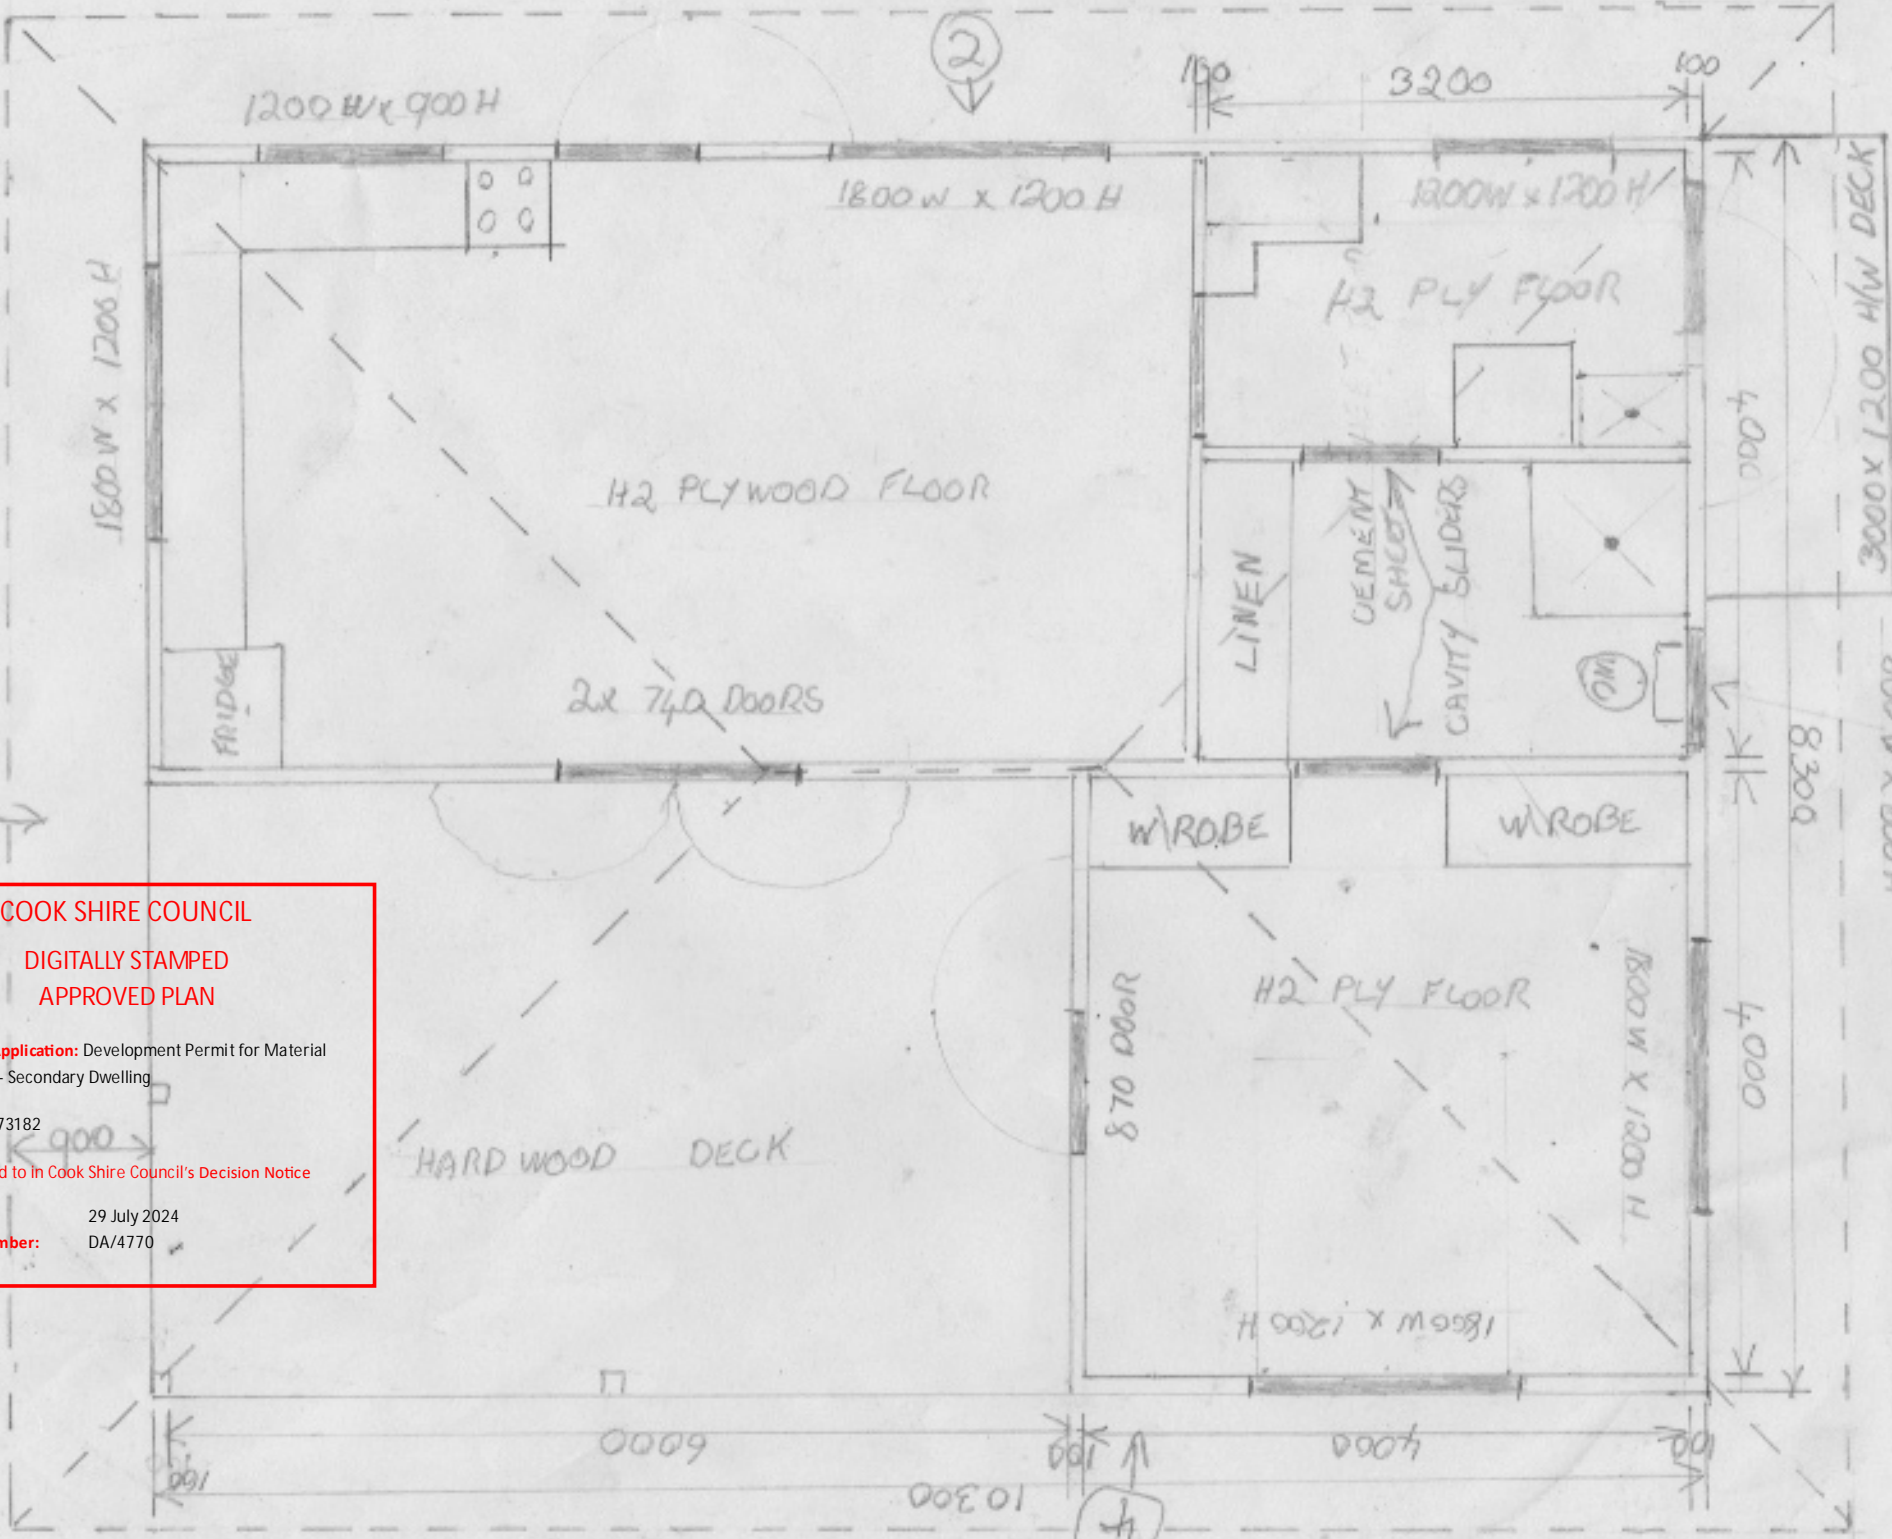 2
1200 W x 900 H
100
3200
100
1800 W x 1200 H
1200W x 1200 H
3000 x 1200 H/W DECK
1800 W x 1200 H
H2 PLY FLOOR
4000
H2 PLYWOOD FLOOR
LINEN
CEMENT
SHEET
CAVITY SLIDERS
WC
FRIDGE
2x 740 DOORS
8300
W\ROBE
W\ROBE
COOK SHIRE COUNCIL
DIGITALLY STAMPED
APPROVED PLAN
Application: Development Permit for Material
- Secondary Dwelling
73182
d to in Cook Shire Council's Decision Notice
29 July 2024
mber: DA/4770
900
HARD WOOD DECK
870 DOOR
H2 PLY FLOOR
1800 W X 1200 H
4000
1800W x 1200 H
6000
100
4000
100
100
10300
4